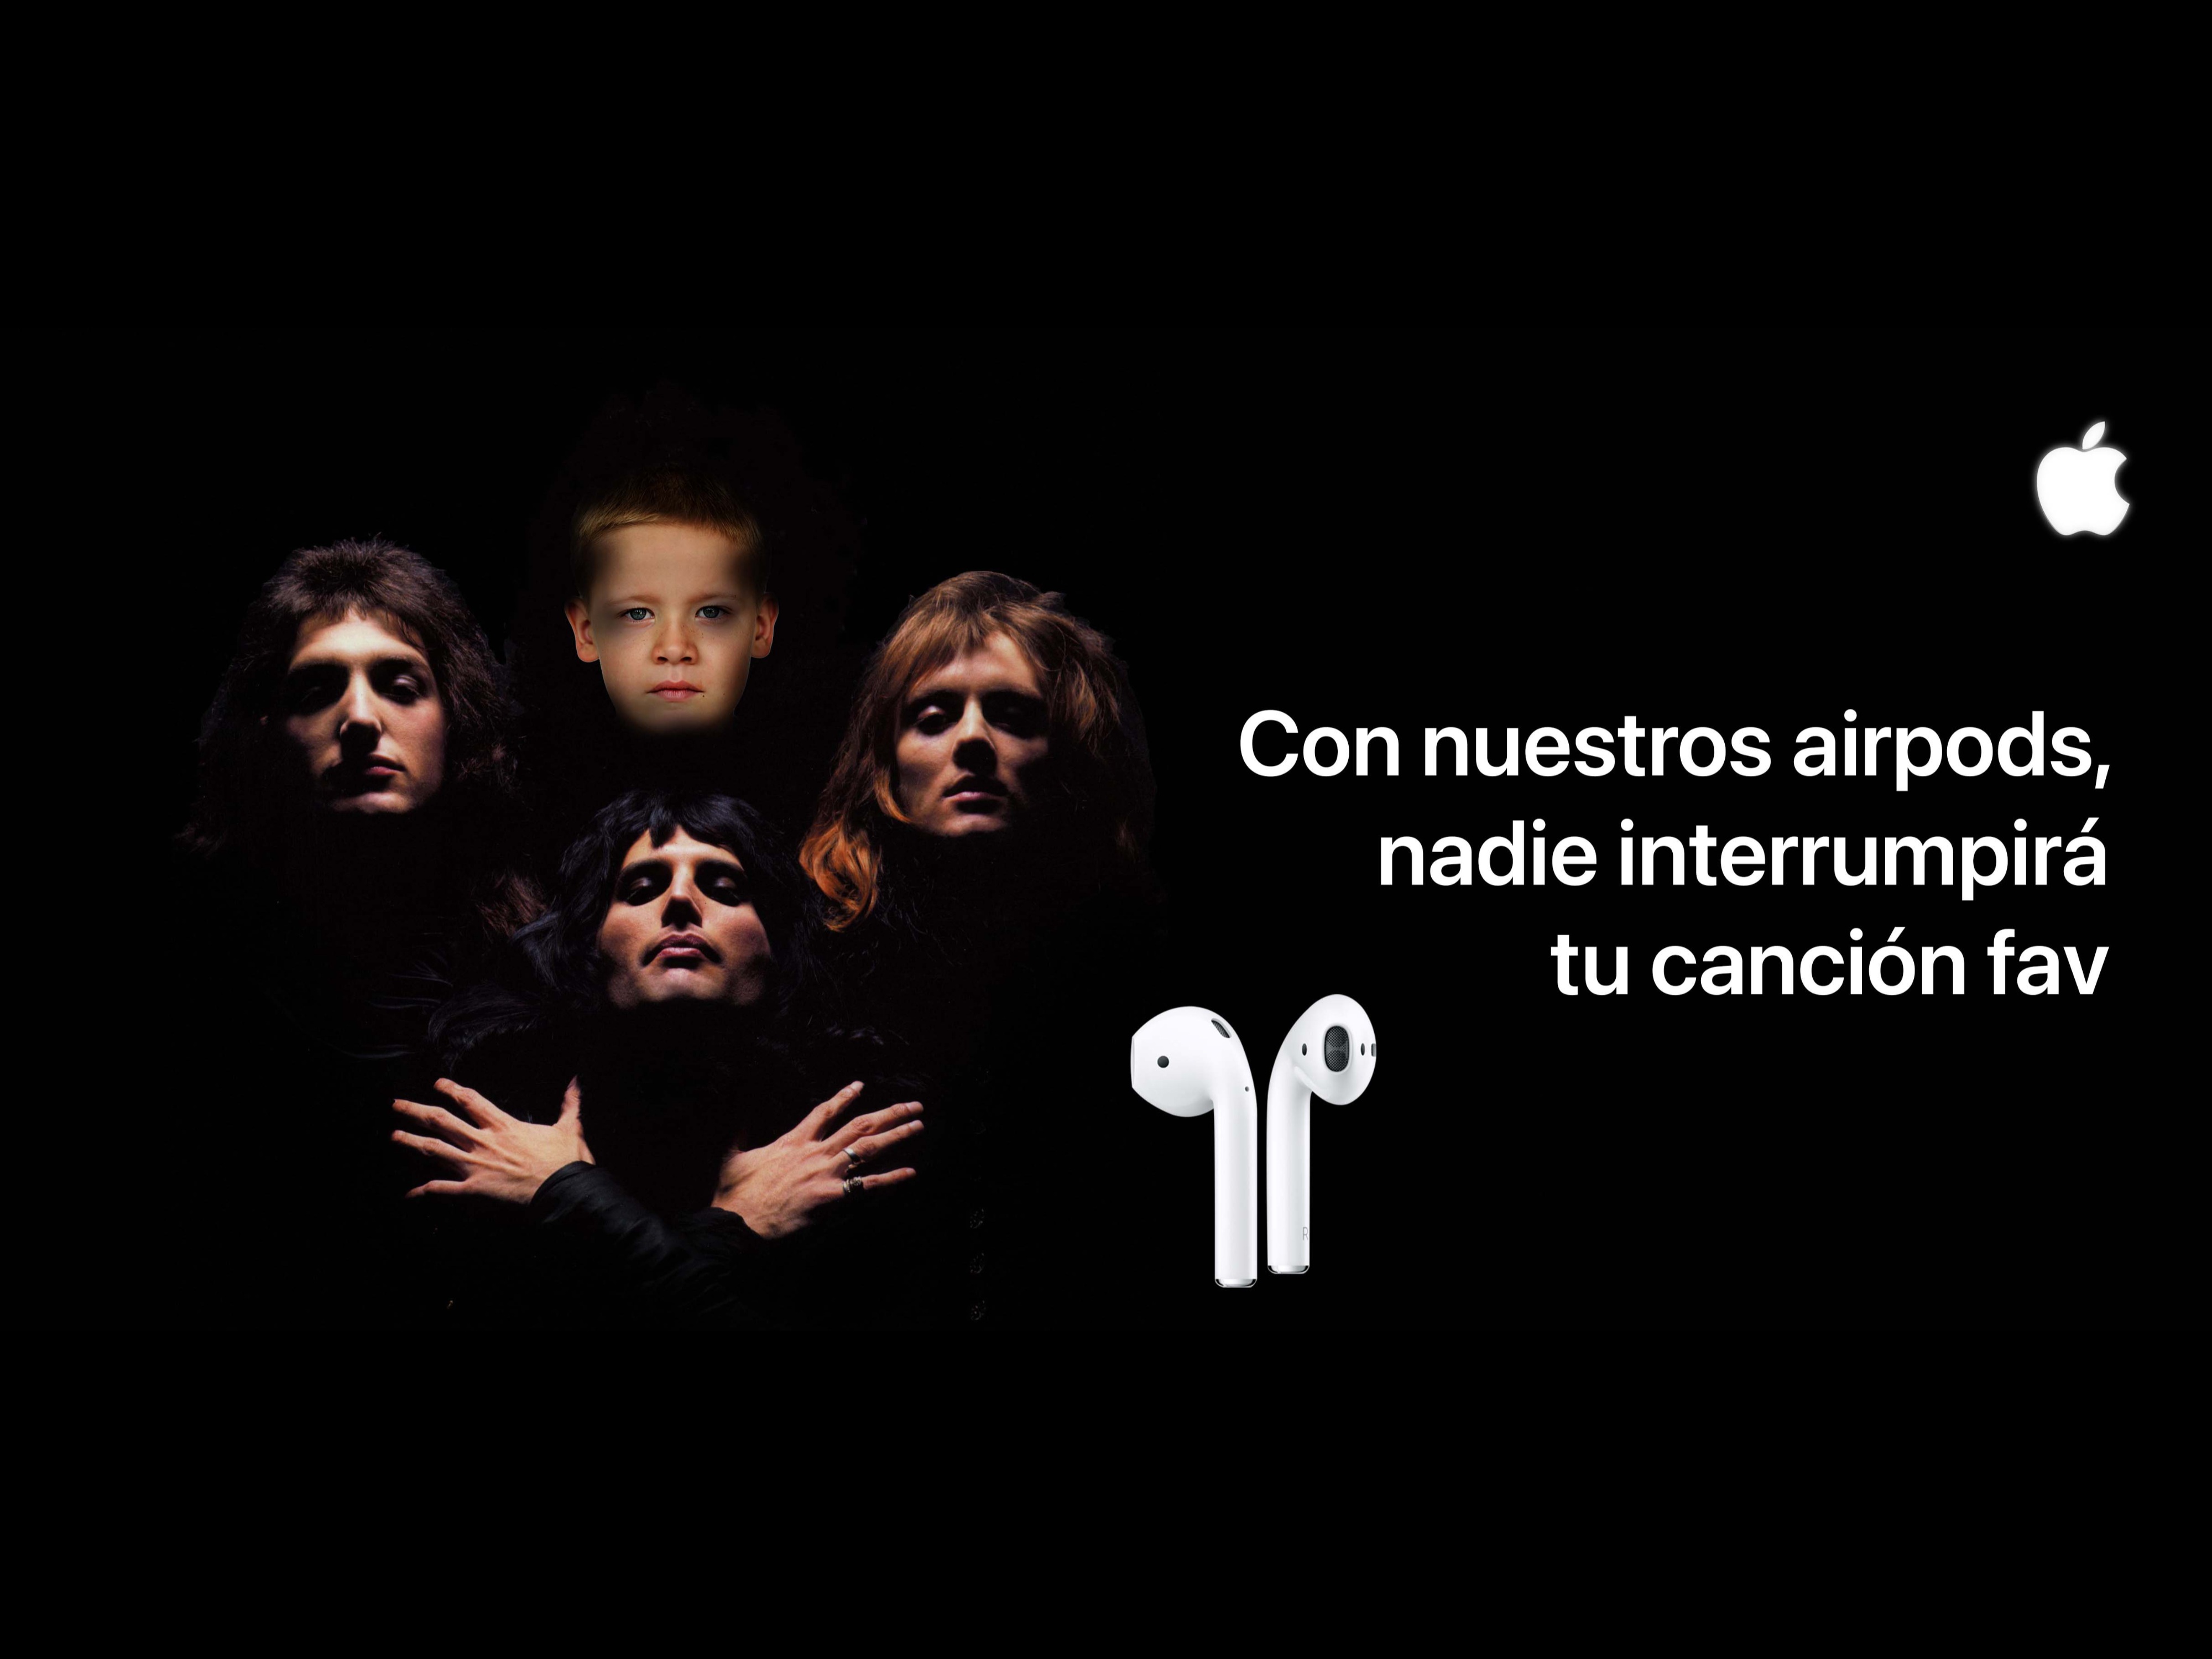 Con nuestros airpods,
nadie interrumpirá
tu canción fav
R